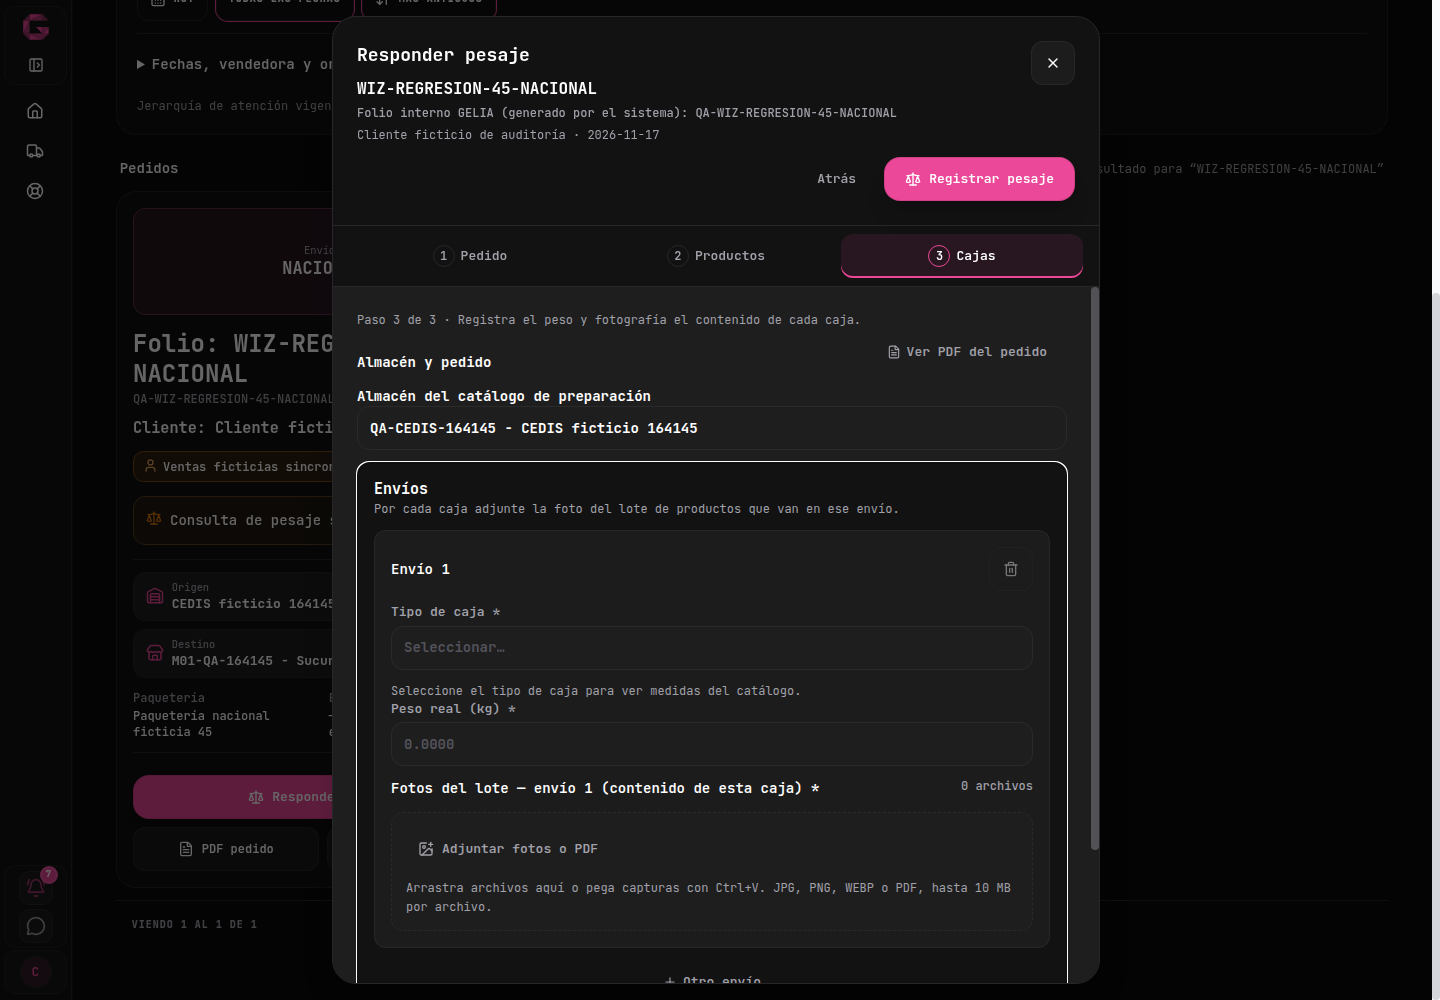 Fechas, vendedora y or
Jerarquía de atención vigen
Pedidos
sultado para “WIZ-REGRESION-45-NACIONAL”
NACIO
Folio: WIZ-REG
NACIONAL
QA-WIZ-REGRESION-45-NACIONAL
Cliente: Cliente ficti
Ventas ficticias sincron
Consulta de pesaje s
Origen
CEDIS ficticio 164145
Destino
M01-QA-164145 - Sucur
Paquetería
Paquetería nacional
ficticia 45
Responde
PDF pedido
VIENDO 1 AL 1 DE 1
7
C
Responder pesaje
WIZ-REGRESION-45-NACIONAL
Folio interno GELIA (generado por el sistema): QA-WIZ-REGRESION-45-NACIONAL
Cliente ficticio de auditoría · 2026-11-17
Atrás
Registrar pesaje
1 Pedido
2 Productos
3 Cajas
Paso 3 de 3 · Registra el peso y fotografía el contenido de cada caja.
Ver PDF del pedido
Almacén y pedido
Almacén del catálogo de preparación
QA-CEDIS-164145 - CEDIS ficticio 164145
Envíos
Por cada caja adjunte la foto del lote de productos que van en ese envío.
Envío 1
Tipo de caja *
Seleccionar…
Seleccione el tipo de caja para ver medidas del catálogo.
Peso real (kg) *
0.0000
Fotos del lote — envío 1 (contenido de esta caja) *
0 archivos
Adjuntar fotos o PDF
Arrastra archivos aquí o pega capturas con Ctrl+V. JPG, PNG, WEBP o PDF, hasta 10 MB
por archivo.
+ Otro envío